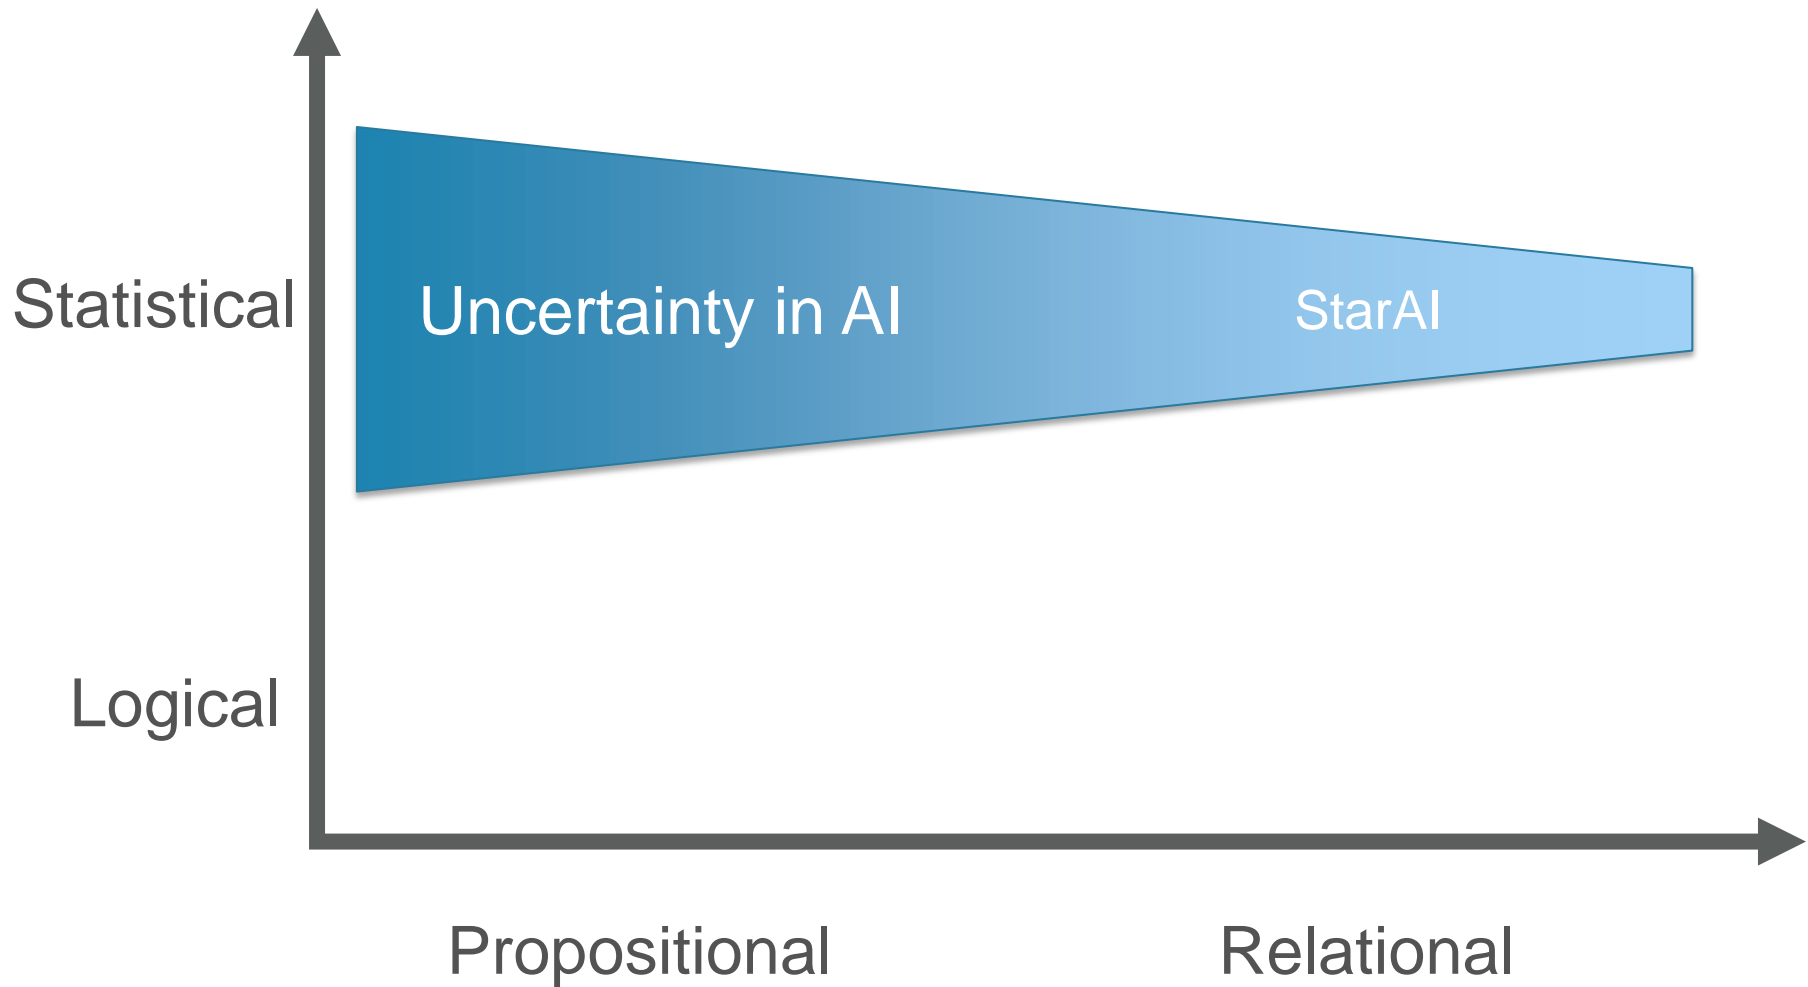 Statistical
Uncertainty in AI
StarAI
Logical
Propositional
Relational